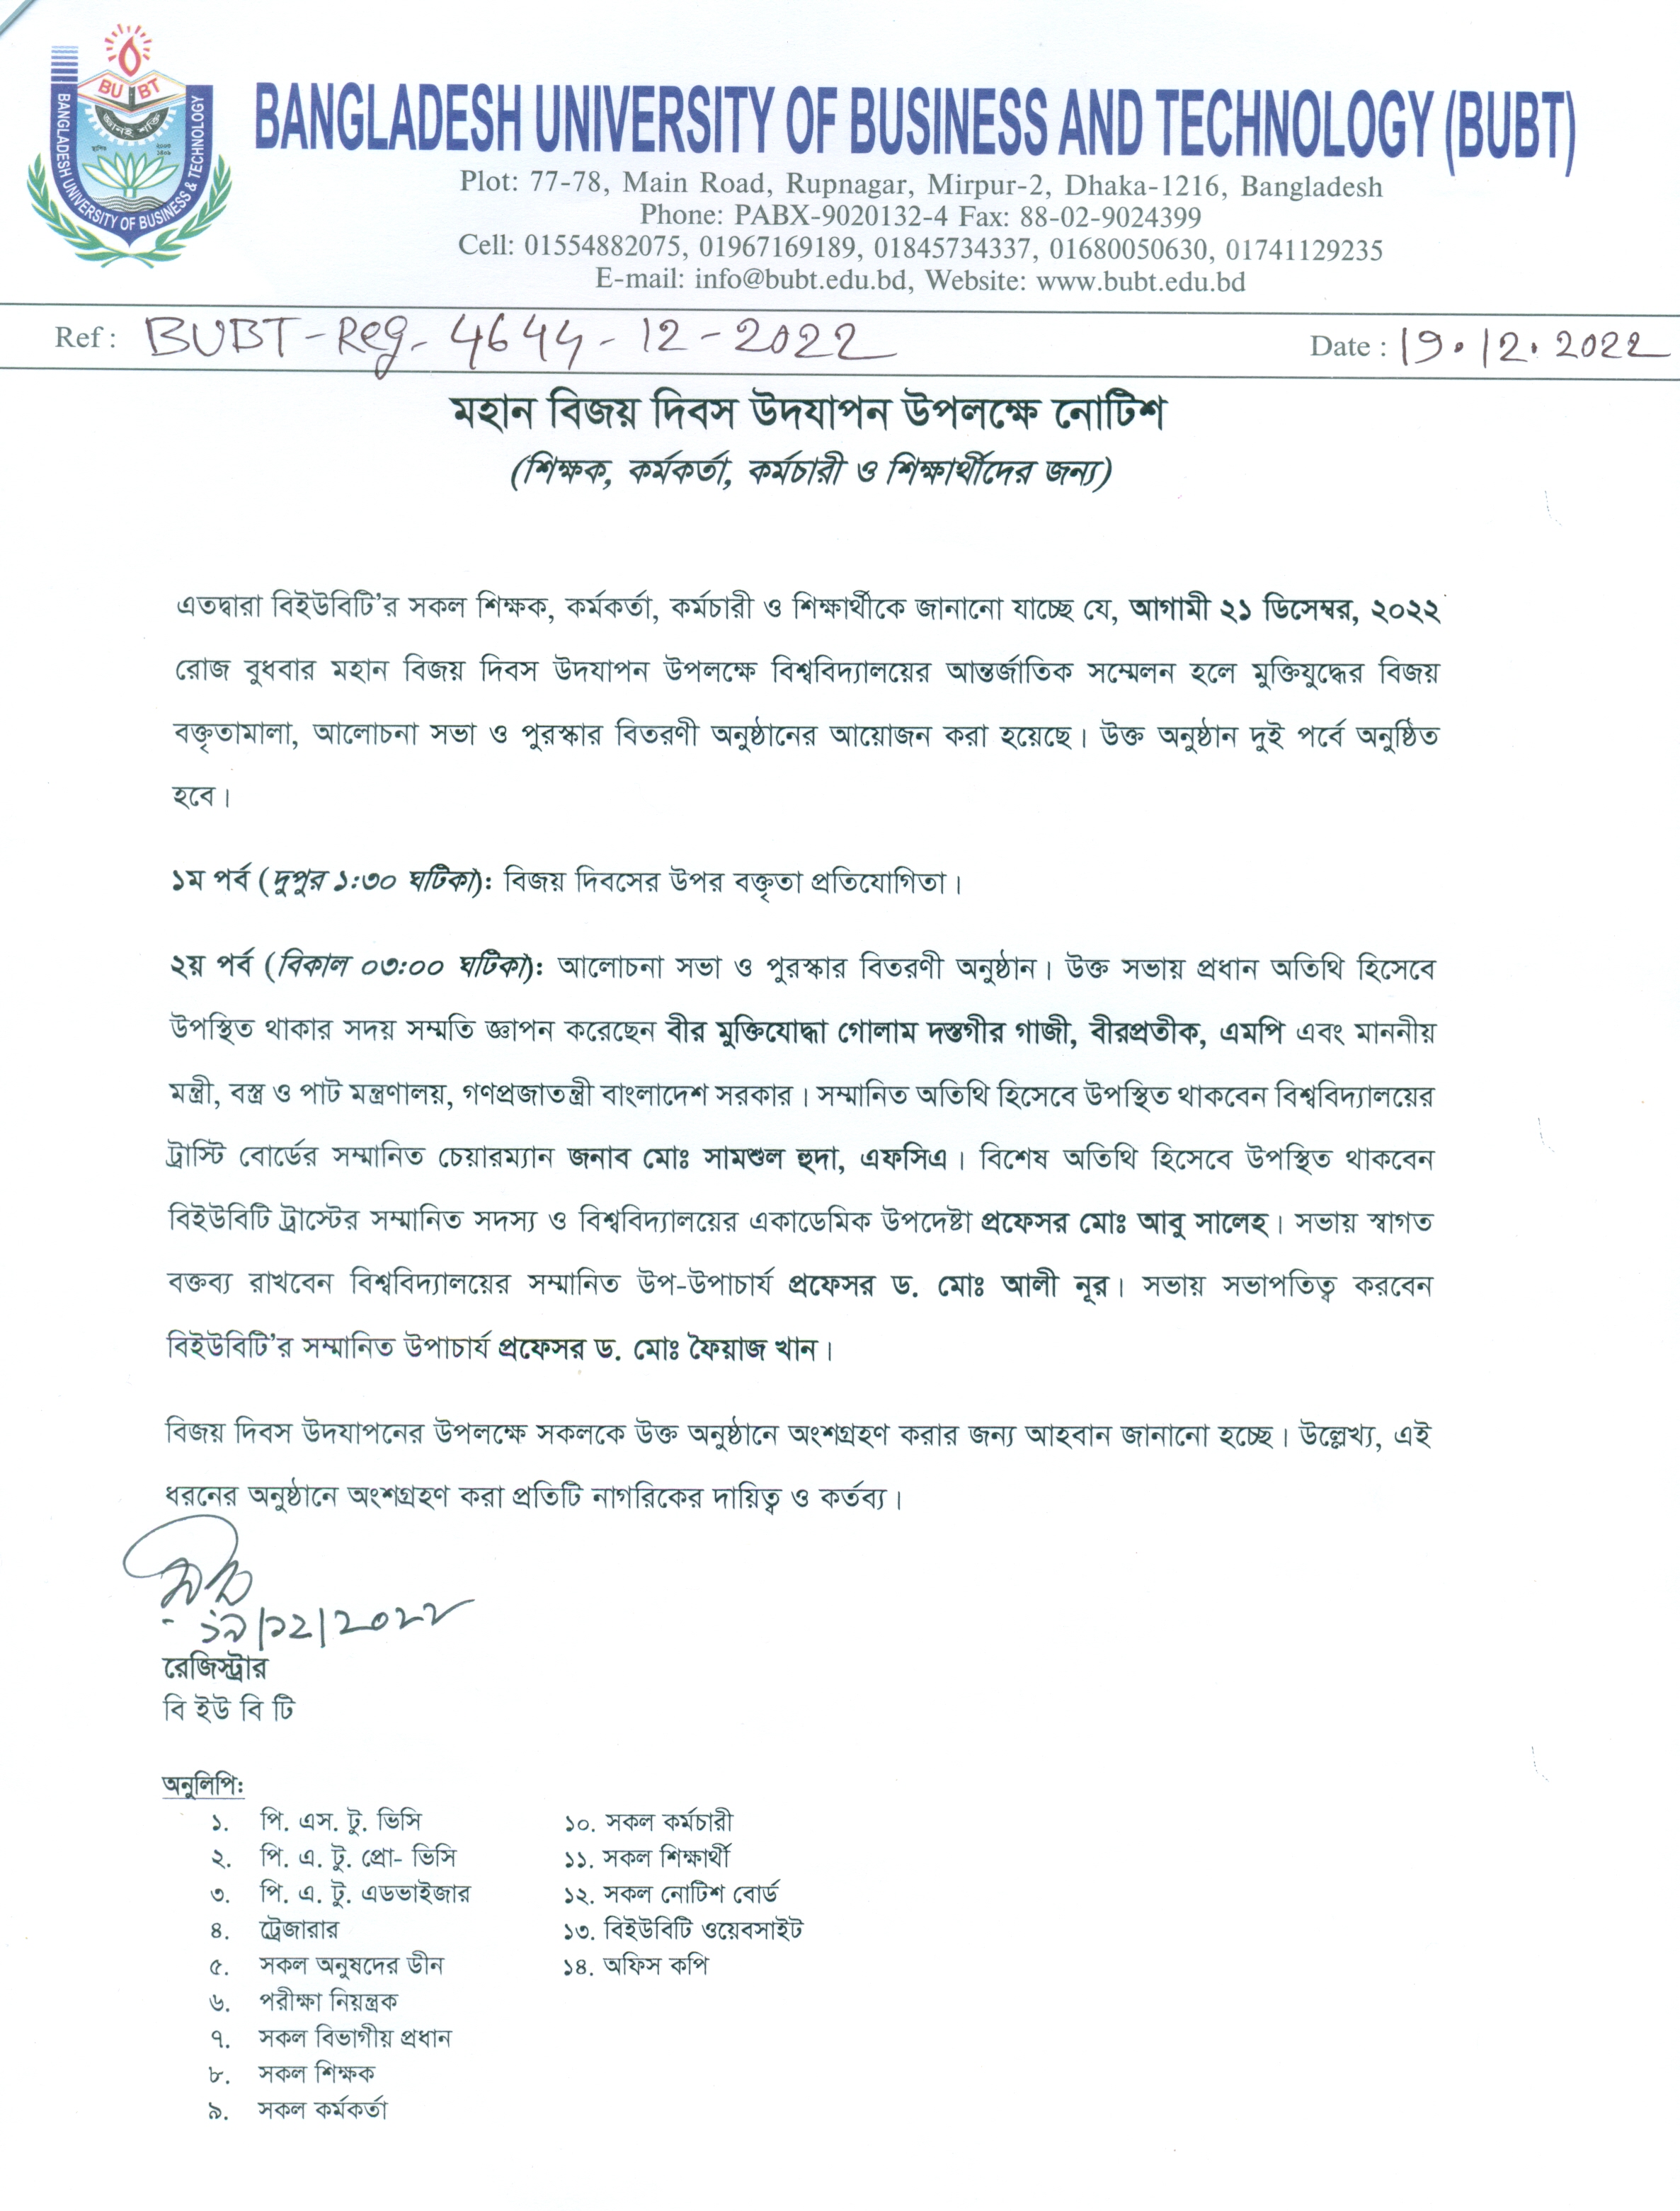 BUBT
জ্ঞানই শক্তি
BANGLADESH UNIVERSITY OF BUSINESS & TECHNOLOGY
BANGLADESH UNIVERSITY OF BUSINESS AND TECHNOLOGY (BUBT)
Plot: 77-78, Main Road, Rupnagar, Mirpur-2, Dhaka-1216, Bangladesh
Phone: PABX-9020132-4 Fax: 88-02-9024399
Cell: 01554882075, 01967169189, 01845734337, 01680050630, 01741129235
E-mail: info@bubt.edu.bd, Website: www.bubt.edu.bd
Ref : BUBT-Reg-4644-12-2022 Date : 19.12.2022
মহান বিজয় দিবস উদযাপন উপলক্ষে নোটিশ
(শিক্ষক, কর্মকর্তা, কর্মচারী ও শিক্ষার্থীদের জন্য)
এতদ্বারা বিইউবিটি’র সকল শিক্ষক, কর্মকর্তা, কর্মচারী ও শিক্ষার্থীকে জানানো যাচ্ছে যে, আগামী ২১ ডিসেম্বর, ২০২২
রোজ বুধবার মহান বিজয় দিবস উদযাপন উপলক্ষে বিশ্ববিদ্যালয়ের আন্তর্জাতিক সম্মেলন হলে মুক্তিযুদ্ধের বিজয়
বক্তৃতামালা, আলোচনা সভা ও পুরস্কার বিতরণী অনুষ্ঠানের আয়োজন করা হয়েছে। উক্ত অনুষ্ঠান দুই পর্বে অনুষ্ঠিত
হবে।
১ম পর্ব (দুপুর ১:৩০ ঘটিকা): বিজয় দিবসের উপর বক্তৃতা প্রতিযোগিতা।
২য় পর্ব (বিকাল ০৩:০০ ঘটিকা): আলোচনা সভা ও পুরস্কার বিতরণী অনুষ্ঠান। উক্ত সভায় প্রধান অতিথি হিসেবে
উপস্থিত থাকার সদয় সম্মতি জ্ঞাপন করেছেন বীর মুক্তিযোদ্ধা গোলাম দস্তগীর গাজী, বীরপ্রতীক, এমপি এবং মাননীয়
মন্ত্রী, বস্ত্র ও পাট মন্ত্রণালয়, গণপ্রজাতন্ত্রী বাংলাদেশ সরকার। সম্মানিত অতিথি হিসেবে উপস্থিত থাকবেন বিশ্ববিদ্যালয়ের
ট্রাস্টি বোর্ডের সম্মানিত চেয়ারম্যান জনাব মোঃ সামশুল হুদা, এফসিএ। বিশেষ অতিথি হিসেবে উপস্থিত থাকবেন
বিইউবিটি ট্রাস্টের সম্মানিত সদস্য ও বিশ্ববিদ্যালয়ের একাডেমিক উপদেষ্টা প্রফেসর মোঃ আবু সালেহ। সভায় স্বাগত
বক্তব্য রাখবেন বিশ্ববিদ্যালয়ের সম্মানিত উপ-উপাচার্য প্রফেসর ড. মোঃ আলী নূর। সভায় সভাপতিত্ব করবেন
বিইউবিটি’র সম্মানিত উপাচার্য প্রফেসর ড. মোঃ ফৈয়াজ খান।
বিজয় দিবস উদযাপনের উপলক্ষে সকলকে উক্ত অনুষ্ঠানে অংশগ্রহণ করার জন্য আহবান জানানো হচ্ছে। উল্লেখ্য, এই
ধরনের অনুষ্ঠানে অংশগ্রহণ করা প্রতিটি নাগরিকের দায়িত্ব ও কর্তব্য।
১৯/১২/২০২২
রেজিস্ট্রার
বি ইউ বি টি
অনুলিপি:
১. পি. এস. টু. ভিসি
২. পি. এ. টু. প্রো- ভিসি
৩. পি. এ. টু. এডভাইজার
৪. ট্রেজারার
৫. সকল অনুষদের ডীন
৬. পরীক্ষা নিয়ন্ত্রক
৭. সকল বিভাগীয় প্রধান
৮. সকল শিক্ষক
৯. সকল কর্মকর্তা
১০. সকল কর্মচারী
১১. সকল শিক্ষার্থী
১২. সকল নোটিশ বোর্ড
১৩. বিইউবিটি ওয়েবসাইট
১৪. অফিস কপি